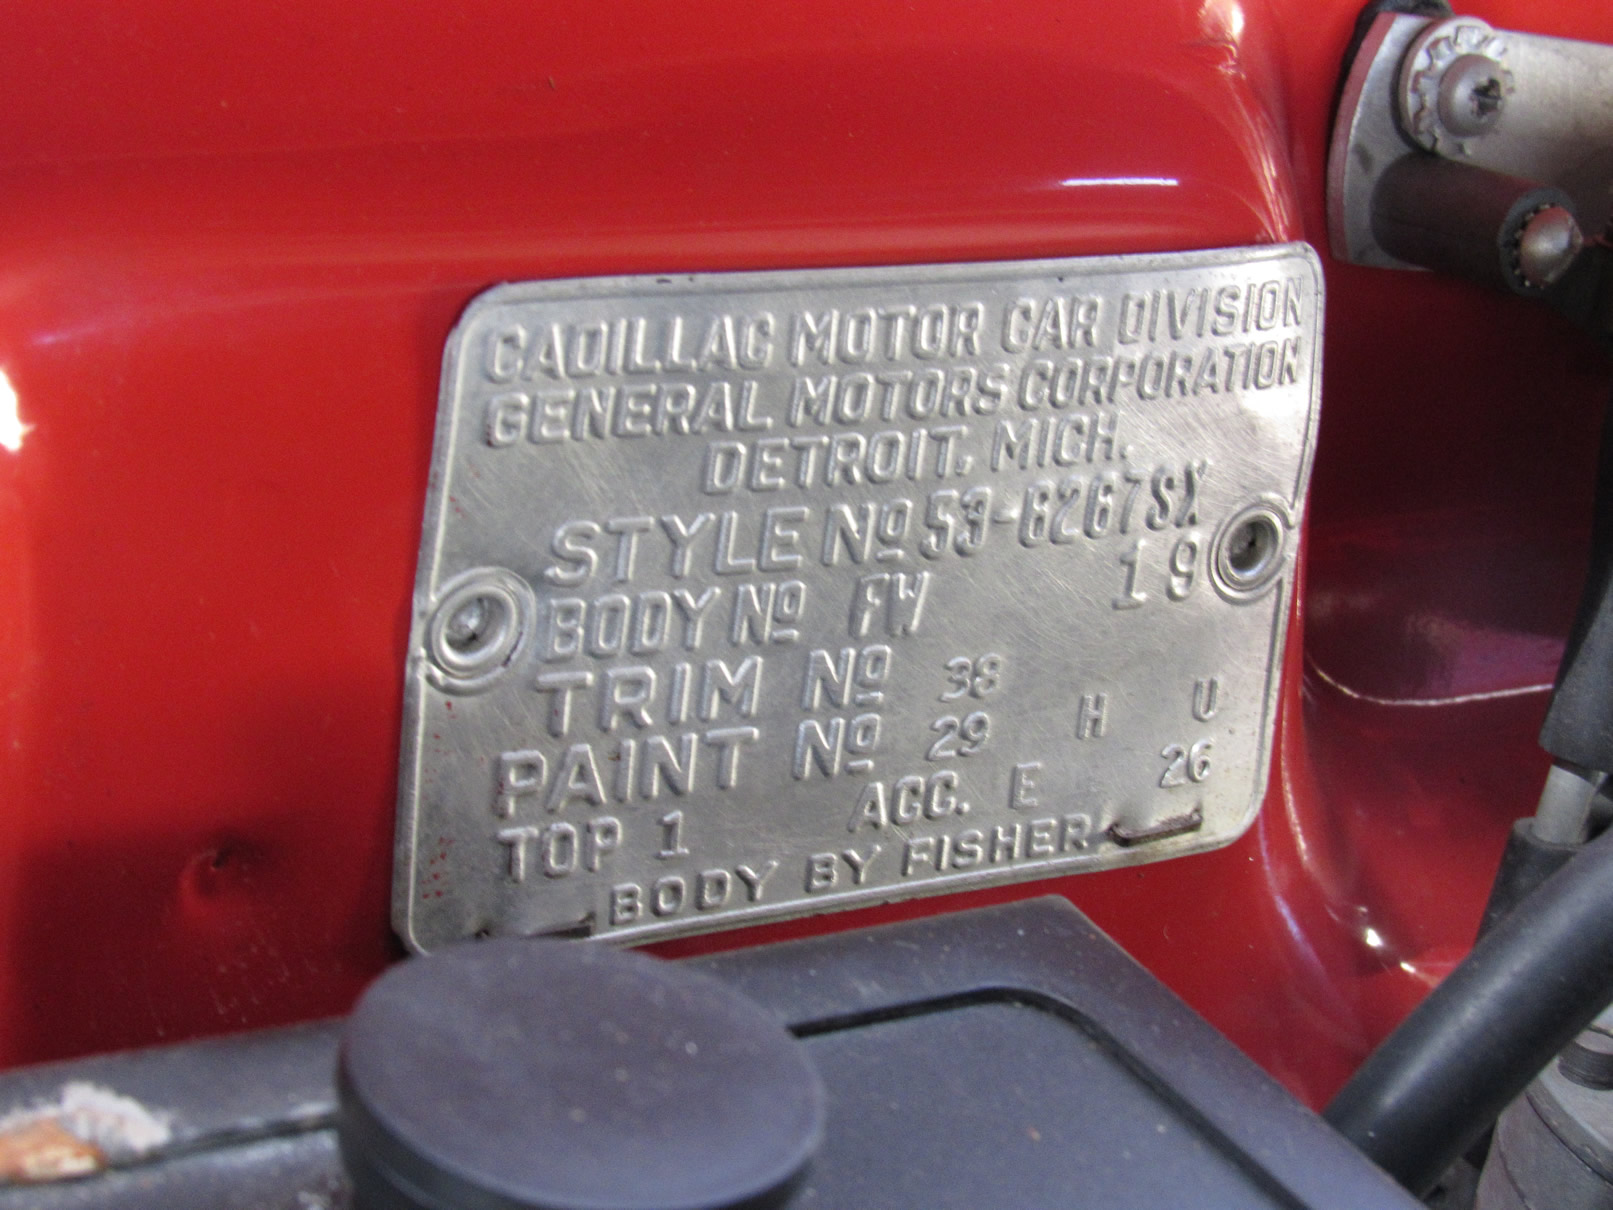 CADILLAC MOTOR CAR DIVISION
GENERAL MOTORS CORPORATION
DETROIT, MICH.
STYLE Nº 53-6267SX
BODY Nº FW 19
TRIM Nº 38
PAINT Nº 29 H U
TOP 1 ACC. E 26
BODY BY FISHER